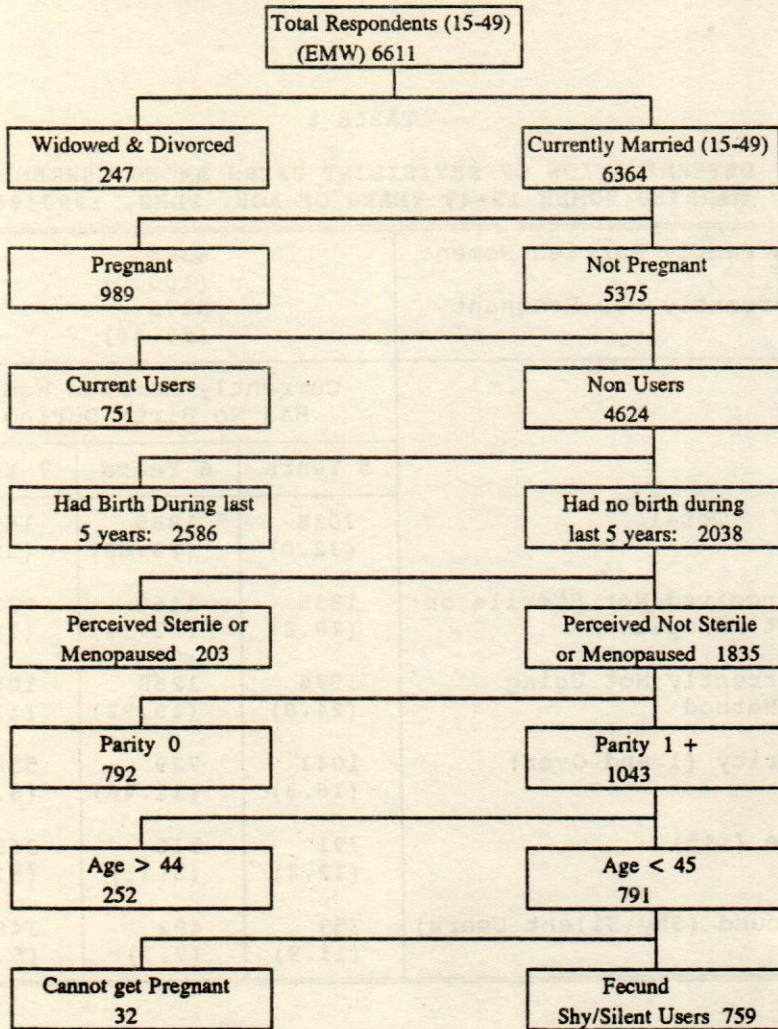 Total Respondents (15-49)
(EMW) 6611
Widowed & Divorced
247
Currently Married (15-49)
6364
Pregnant
989
Not Pregnant
5375
Current Users
751
Non Users
4624
Had Birth During last
5 years: 2586
Had no birth during
last 5 years: 2038
Perceived Sterile or
Menopaused 203
Perceived Not Sterile
or Menopaused 1835
Parity 0
792
Parity 1 +
1043
Age > 44
252
Age < 45
791
Cannot get Pregnant
32
Fecund
Shy/Silent Users 759